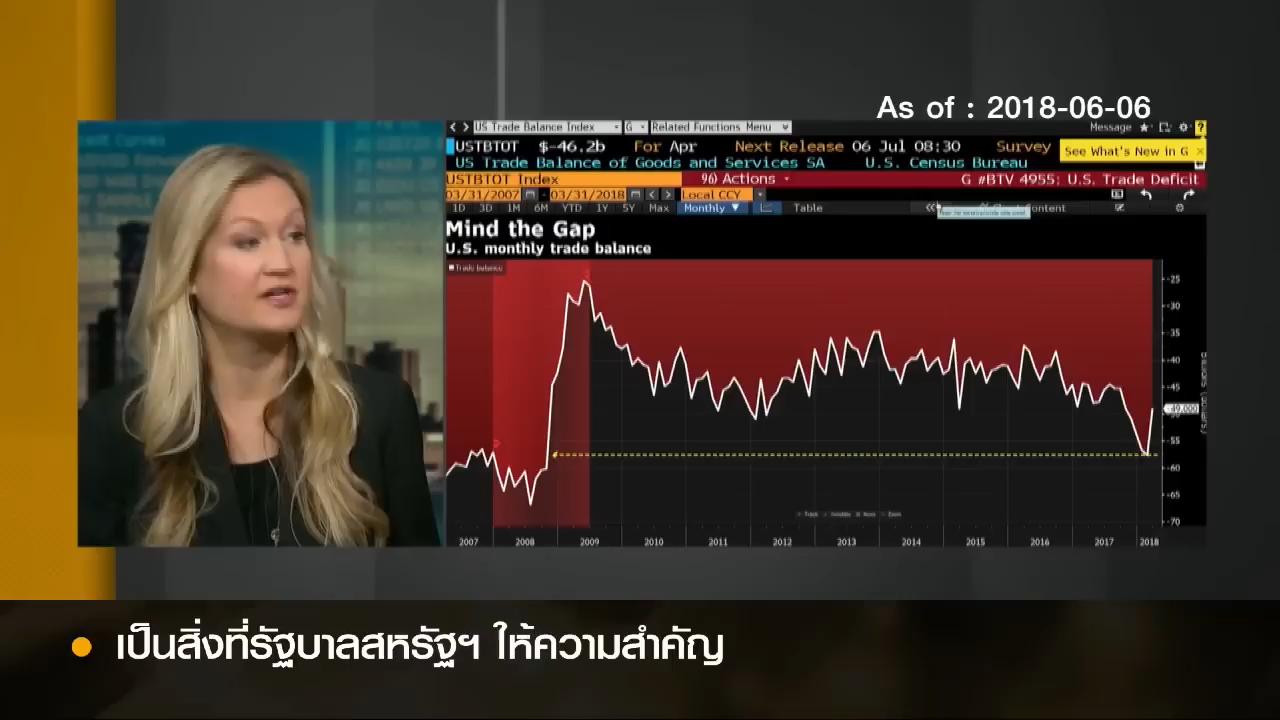 As of : 2018-06-06
US Trade Balance Index G Related Functions Menu Message
USTBTOT $-46.2b For Apr Next Release 06 Jul 08:30 Survey
See What's New in G
US Trade Balance of Goods and Services SA U.S. Census Bureau
USTBTOT Index 96) Actions G #BTV 4955: U.S. Trade Deficit
03/31/2007 - 03/31/2018 Local CCY
1D 3D 1M 6M YTD 1Y 5Y Max Monthly ▼ Table
Mind the Gap
U.S. monthly trade balance
Trade balance
-25
-30
-35
-40
-45
-49.000
-55
-60
-65
-70
2007 2008 2009 2010 2011 2012 2013 2014 2015 2016 2017 2018
เป็นสิ่งที่รัฐบาลสหรัฐฯ ให้ความสำคัญ